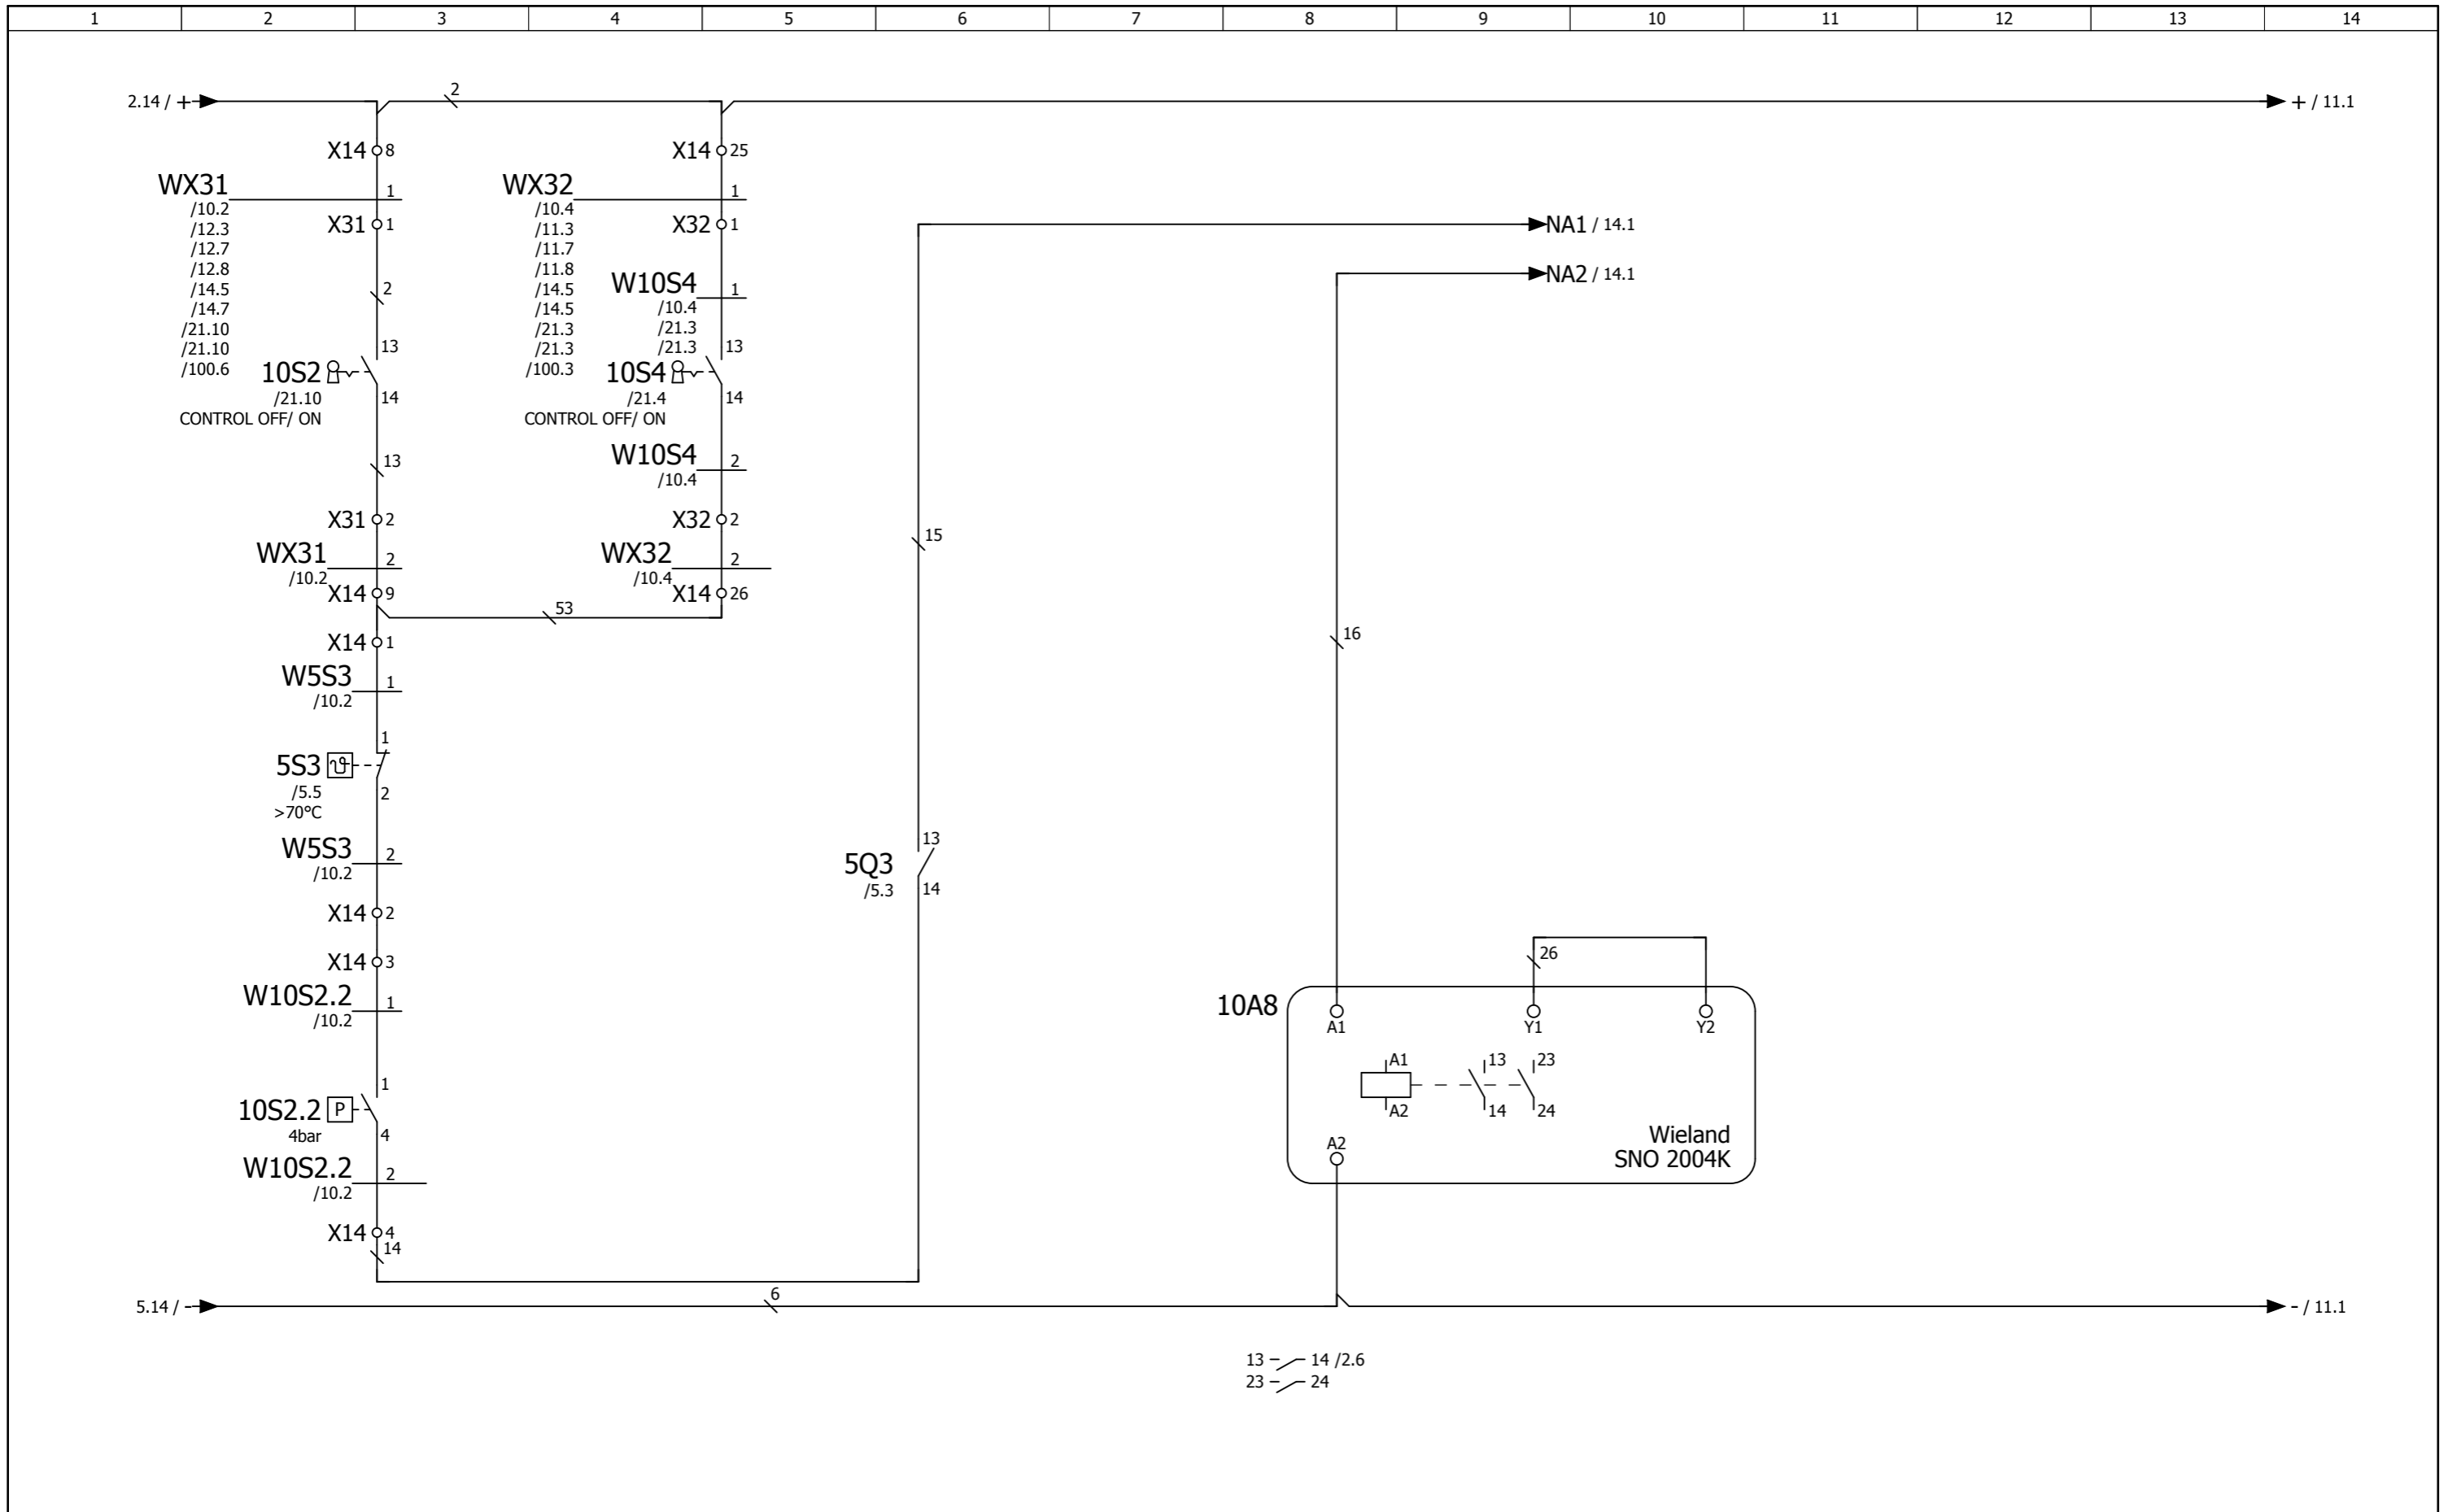 1 2 3 4 5 6 7 8 9 10 11 12 13 14
2.14 / +
2
+ / 11.1
X14 8
X14 25
WX31 1
/10.2
/12.3
/12.7
/12.8
/14.5
/14.7
/21.10
/21.10
/100.6
X31 1
2
WX32 1
/10.4
/11.3
/11.7
/11.8
/14.5
/14.5
/21.3
/21.3
/100.3
X32 1
W10S4 1
/10.4
/21.3
/21.3
NA1 / 14.1
NA2 / 14.1
13
10S2
14
/21.10
CONTROL OFF/ ON
13
10S4
14
/21.4
CONTROL OFF/ ON
13
W10S4 2
/10.4
X31 2
X32 2
WX31 2
/10.2
WX32 2
/10.4
X14 9
X14 26
53
15
16
X14 1
W5S3 1
/10.2
1
5S3
2
/5.5
>70°C
W5S3 2
/10.2
13
5Q3
14
/5.3
X14 2
X14 3
W10S2.2 1
/10.2
1
10S2.2 P
4
4bar
W10S2.2 2
/10.2
X14 4
14
26
10A8
A1 Y1 Y2
A1 13 23
A2 14 24
A2
Wieland
SNO 2004K
5.14 / -
6
- / 11.1
13 14 /2.6
23 24